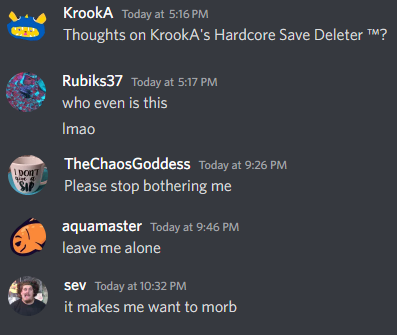 KrookA Today at 5:16 PM
Thoughts on KrookA's Hardcore Save Deleter ™?
Rubiks37 Today at 5:17 PM
who even is this
lmao
TheChaosGoddess Today at 9:26 PM
Please stop bothering me
I DON'T
SIP
aquamaster Today at 9:46 PM
leave me alone
sev Today at 10:32 PM
it makes me want to morb